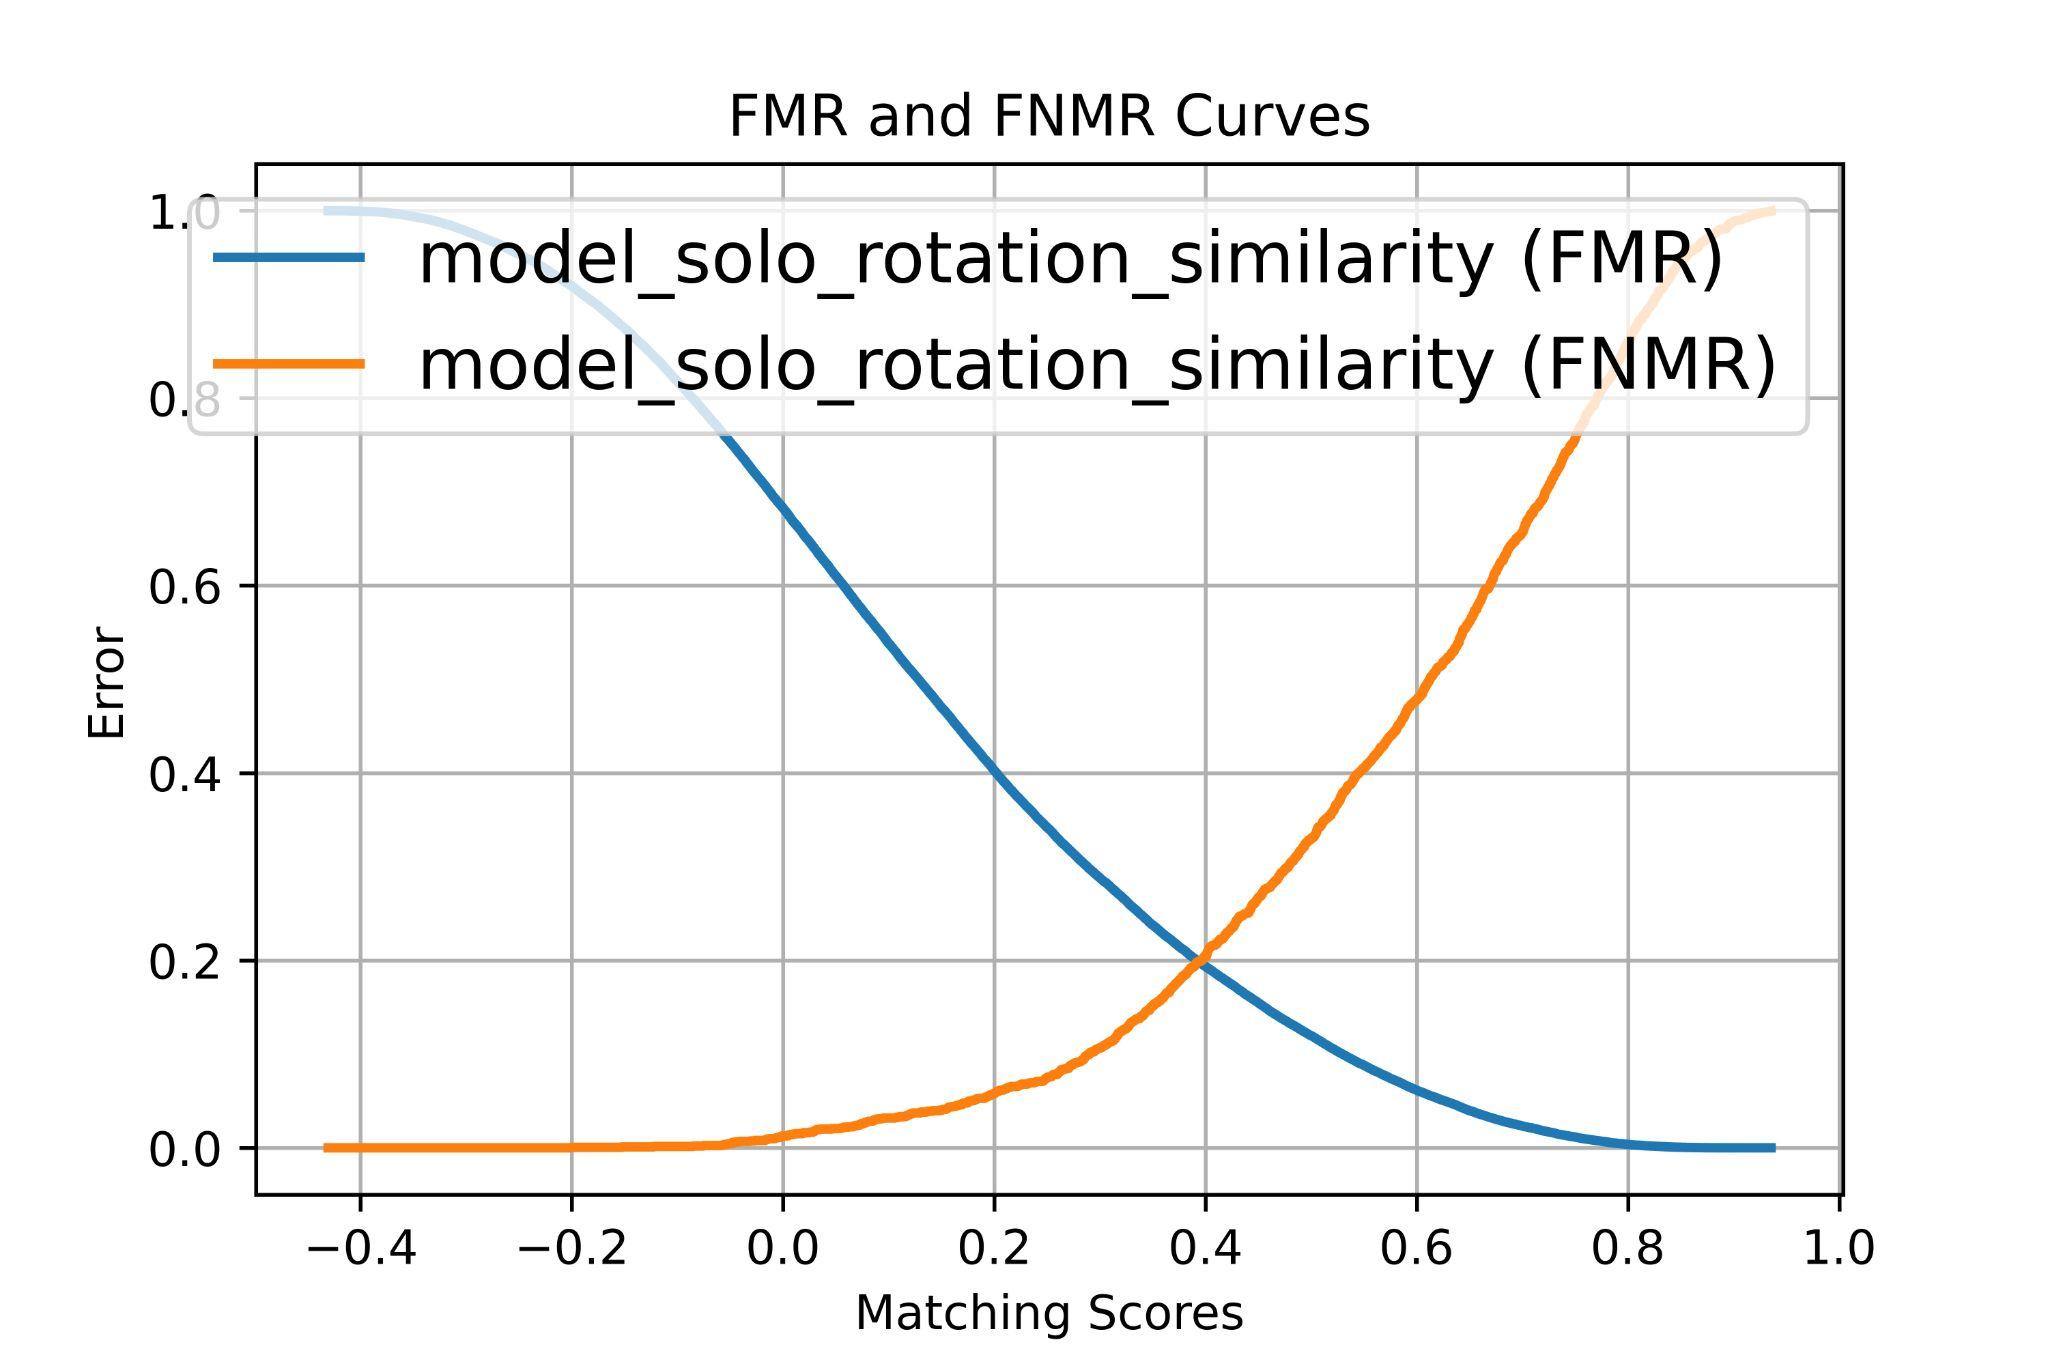 FMR and FNMR Curves
model_solo_rotation_similarity (FMR)
model_solo_rotation_similarity (FNMR)
1.0
0.8
0.6
0.4
0.2
0.0
Error
−0.4 −0.2 0.0 0.2 0.4 0.6 0.8 1.0
Matching Scores